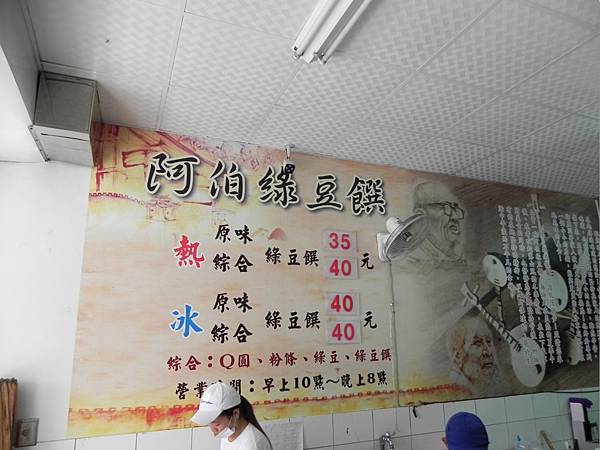 阿伯綠豆饌
熱 原味 綠豆饌 35 元
綜合 40
冰 原味 綠豆饌 40 元
綜合 40
綜合：Q圓、粉條、綠豆、綠豆饌
營業時間：早上10點～晚上8點